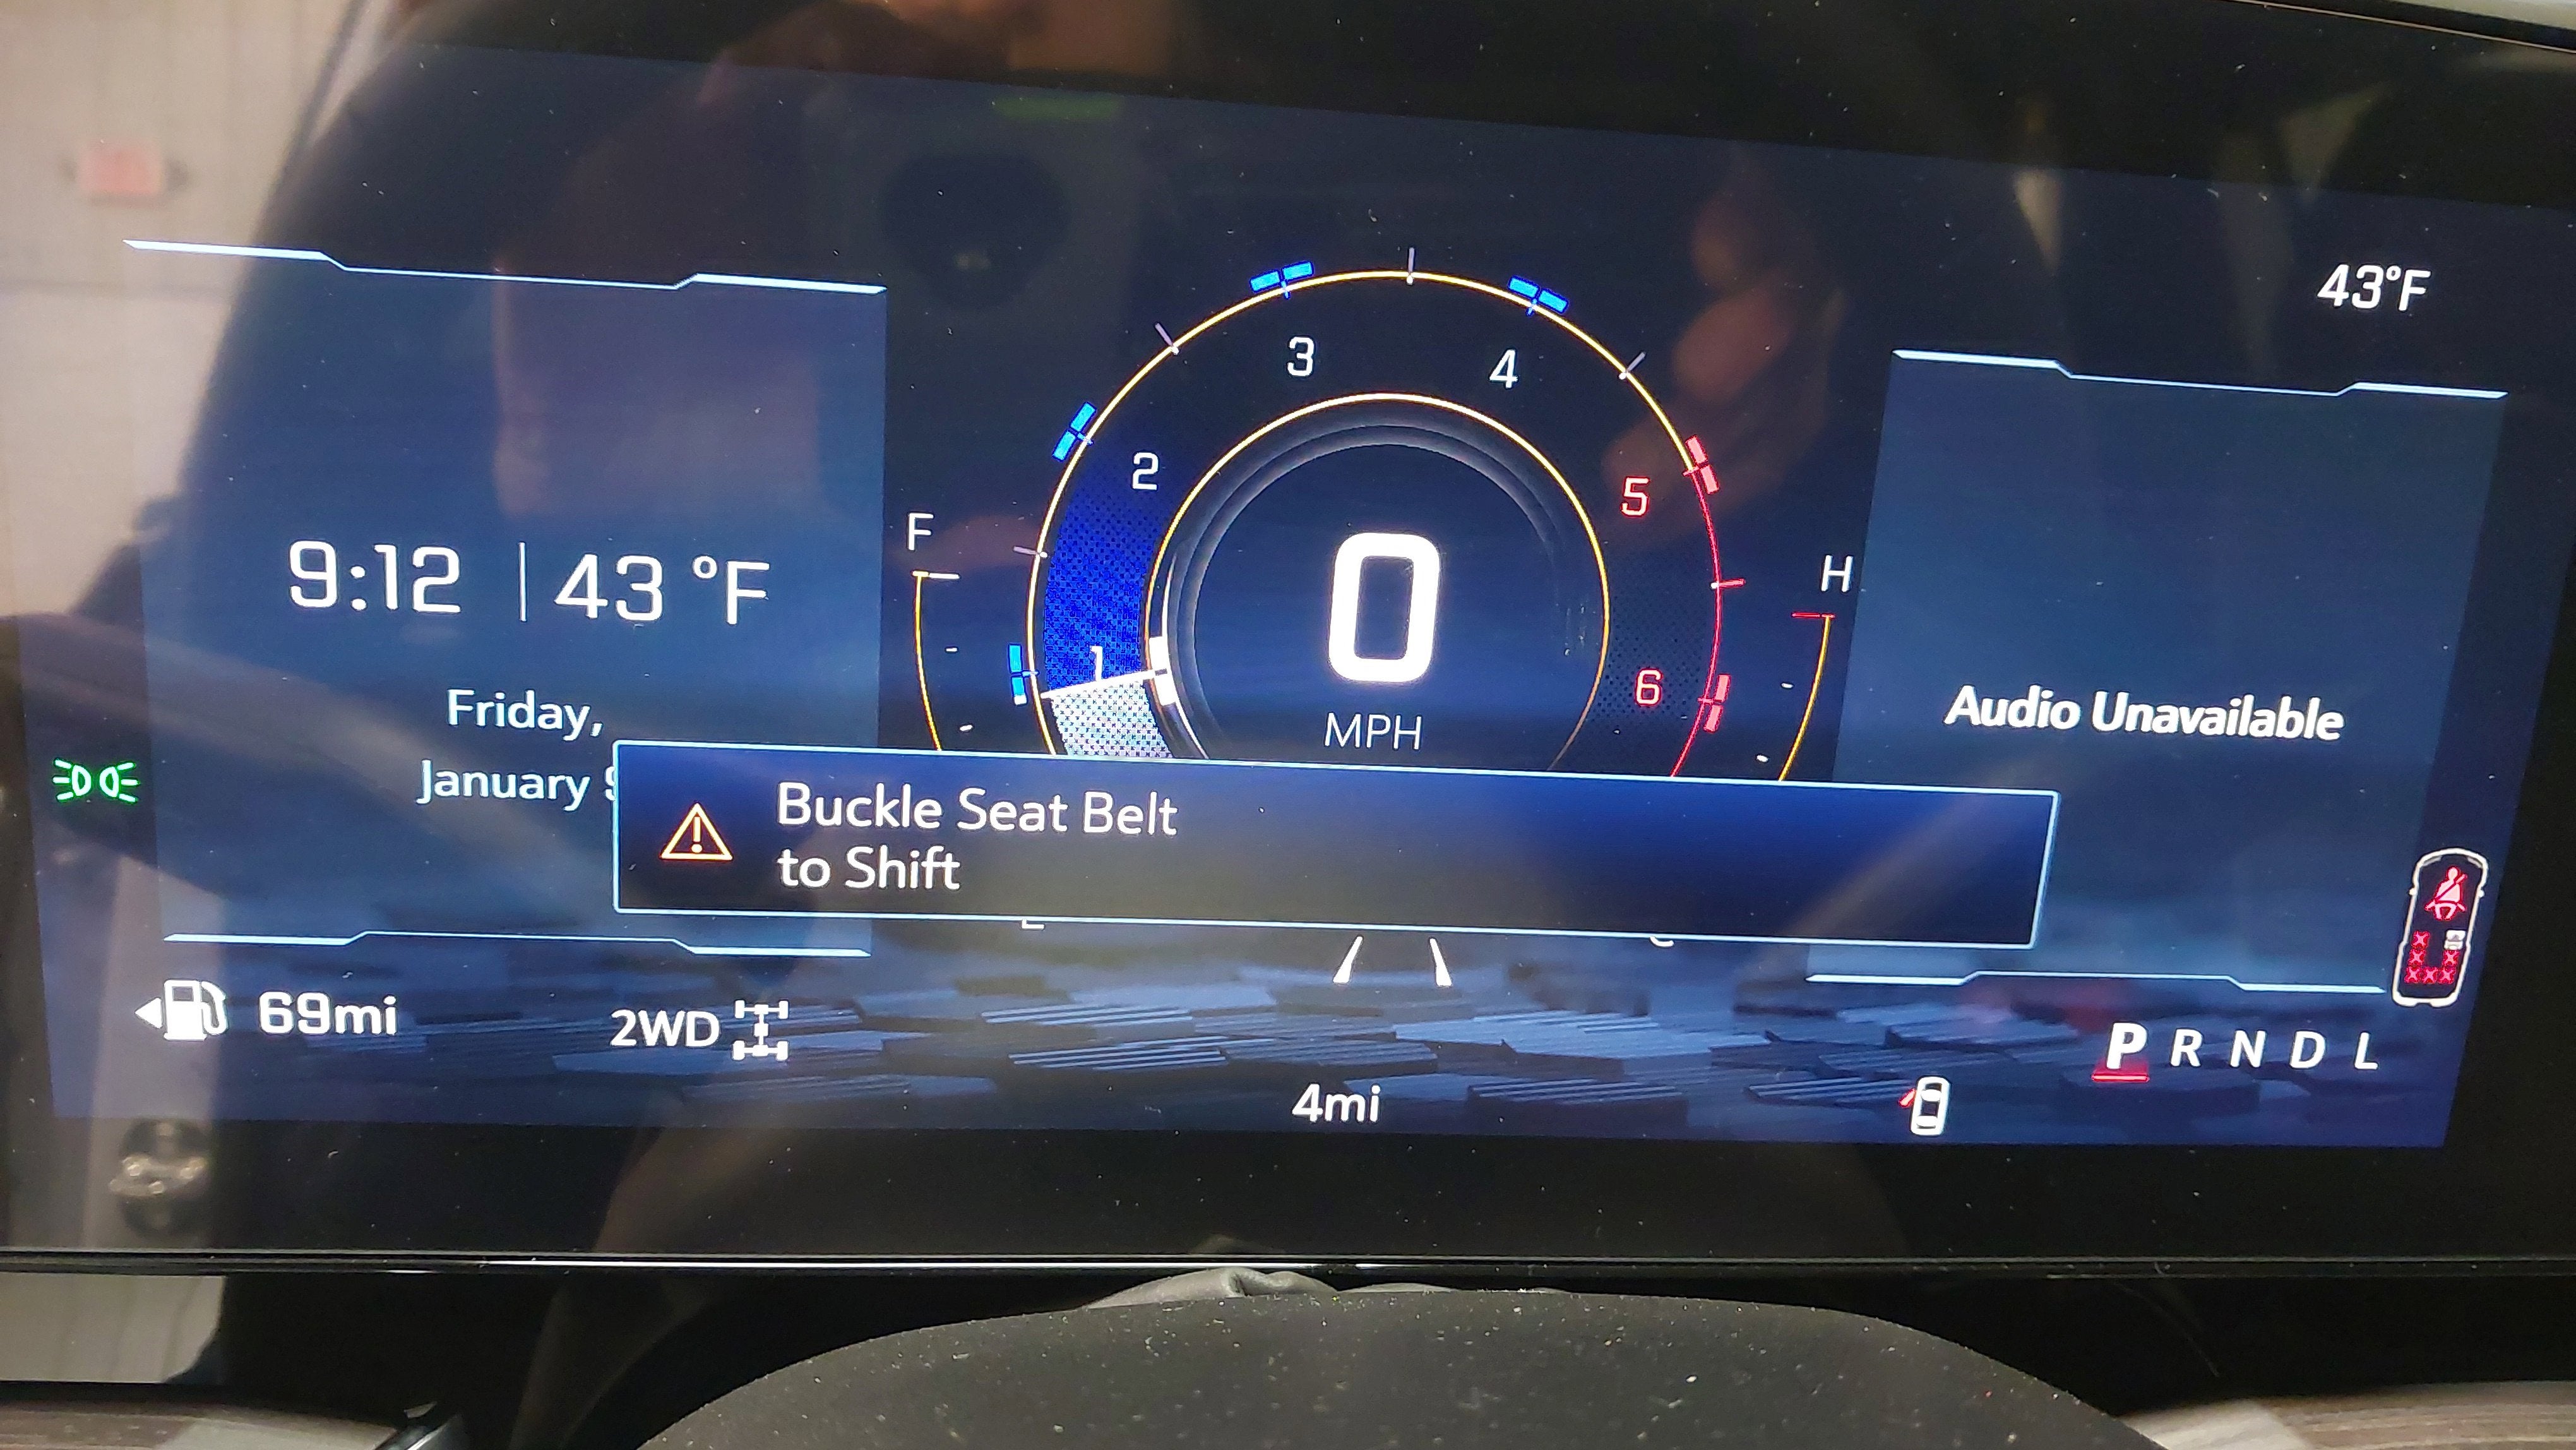 43°F
3
4
2
5
F
H
9:12 | 43 °F
0
1
6
Friday,
January
MPH
Audio Unavailable
Buckle Seat Belt
to Shift
69mi
2WD
P R N D L
4mi